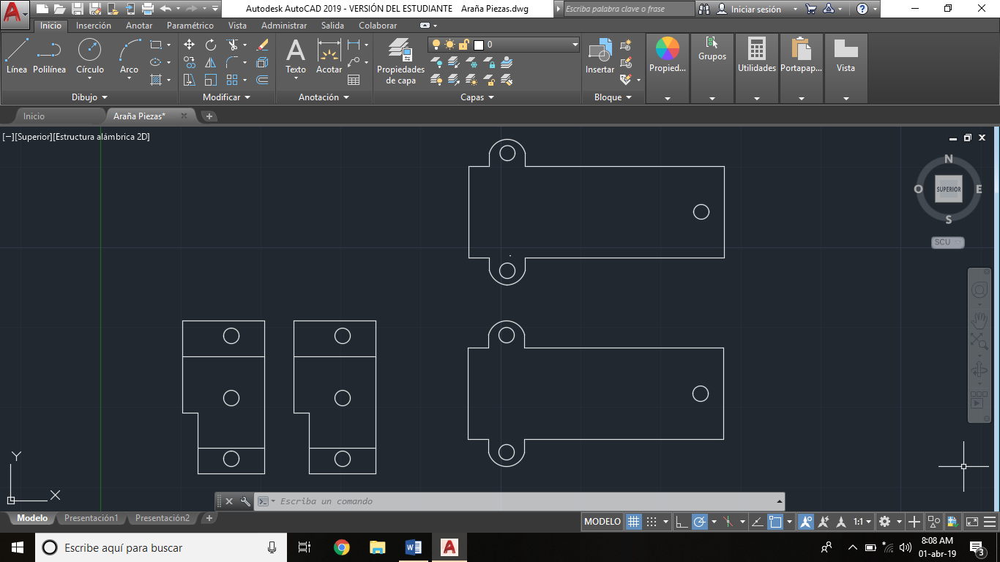 Autodesk AutoCAD 2019 - VERSIÓN DEL ESTUDIANTE Araña Piezas.dwg
Escriba palabra clave o frase
Iniciar sesión
Inicio Inserción Anotar Paramétrico Vista Administrar Salida Colaborar
0
Línea Polilínea Círculo Arco
Texto Acotar
Propiedades
de capa
Insertar
Propied...
Grupos
Utilidades
Portapap...
Vista
Dibujo Modificar Anotación Capas Bloque
Inicio Araña Piezas*
[−][Superior][Estructura alámbrica 2D]
N
O SUPERIOR E
S
SCU
Y
X
Escriba un comando
Modelo Presentación1 Presentación2
MODELO 1:1
Escribe aquí para buscar
8:08 AM
01-abr-19
3